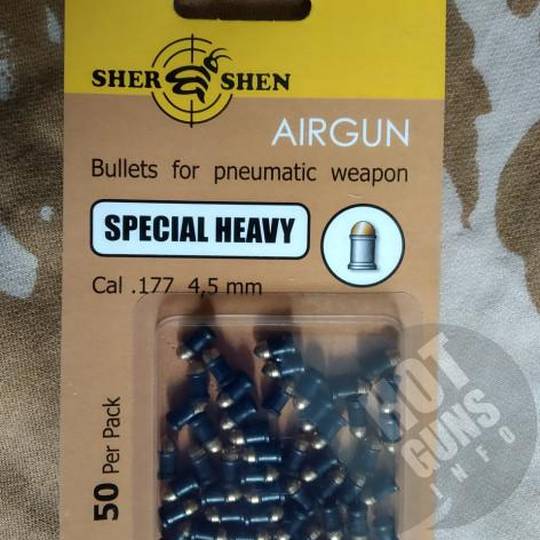 SHER SHEN
AIRGUN
Bullets for pneumatic weapon
SPECIAL HEAVY
Cal .177 4,5 mm
50 Per Pack
HOT
GUNS
INFO